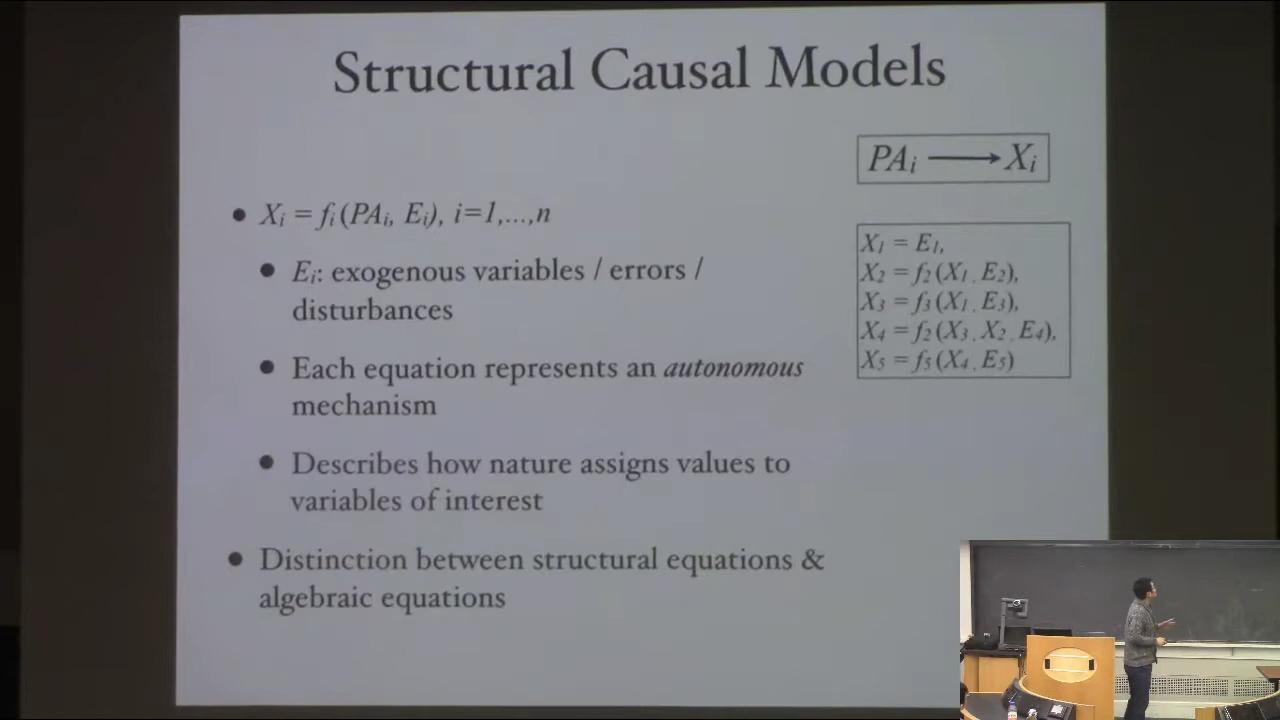 Structural Causal Models
PAᵢ ⟶ Xᵢ
• Xᵢ = fᵢ (PAᵢ, Eᵢ), i=1,...,n
• Eᵢ: exogenous variables / errors /
disturbances
• Each equation represents an autonomous
mechanism
• Describes how nature assigns values to
variables of interest
• Distinction between structural equations &
algebraic equations
X₁ = E₁,
X₂ = f₂ (X₁, E₂),
X₃ = f₃ (X₁, E₃),
X₄ = f₂ (X₃, X₂, E₄),
X₅ = f₅ (X₄, E₅)